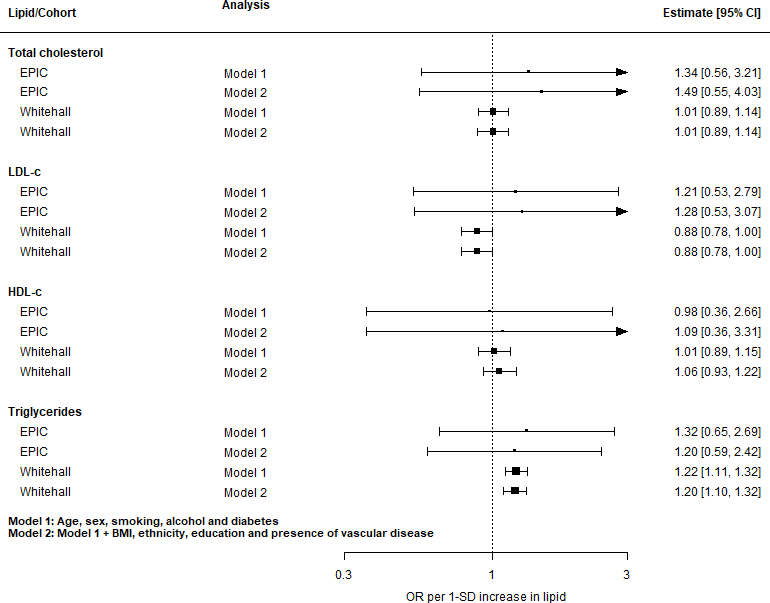 Lipid/Cohort Analysis Estimate [95% CI]
Total cholesterol
EPIC Model 1 1.34 [0.56, 3.21]
EPIC Model 2 1.49 [0.55, 4.03]
Whitehall Model 1 1.01 [0.89, 1.14]
Whitehall Model 2 1.01 [0.89, 1.14]
LDL-c
EPIC Model 1 1.21 [0.53, 2.79]
EPIC Model 2 1.28 [0.53, 3.07]
Whitehall Model 1 0.88 [0.78, 1.00]
Whitehall Model 2 0.88 [0.78, 1.00]
HDL-c
EPIC Model 1 0.98 [0.36, 2.66]
EPIC Model 2 1.09 [0.36, 3.31]
Whitehall Model 1 1.01 [0.89, 1.15]
Whitehall Model 2 1.06 [0.93, 1.22]
Triglycerides
EPIC Model 1 1.32 [0.65, 2.69]
EPIC Model 2 1.20 [0.59, 2.42]
Whitehall Model 1 1.22 [1.11, 1.32]
Whitehall Model 2 1.20 [1.10, 1.32]
Model 1: Age, sex, smoking, alcohol and diabetes
Model 2: Model 1 + BMI, ethnicity, education and presence of vascular disease
0.3 1 3
OR per 1-SD increase in lipid